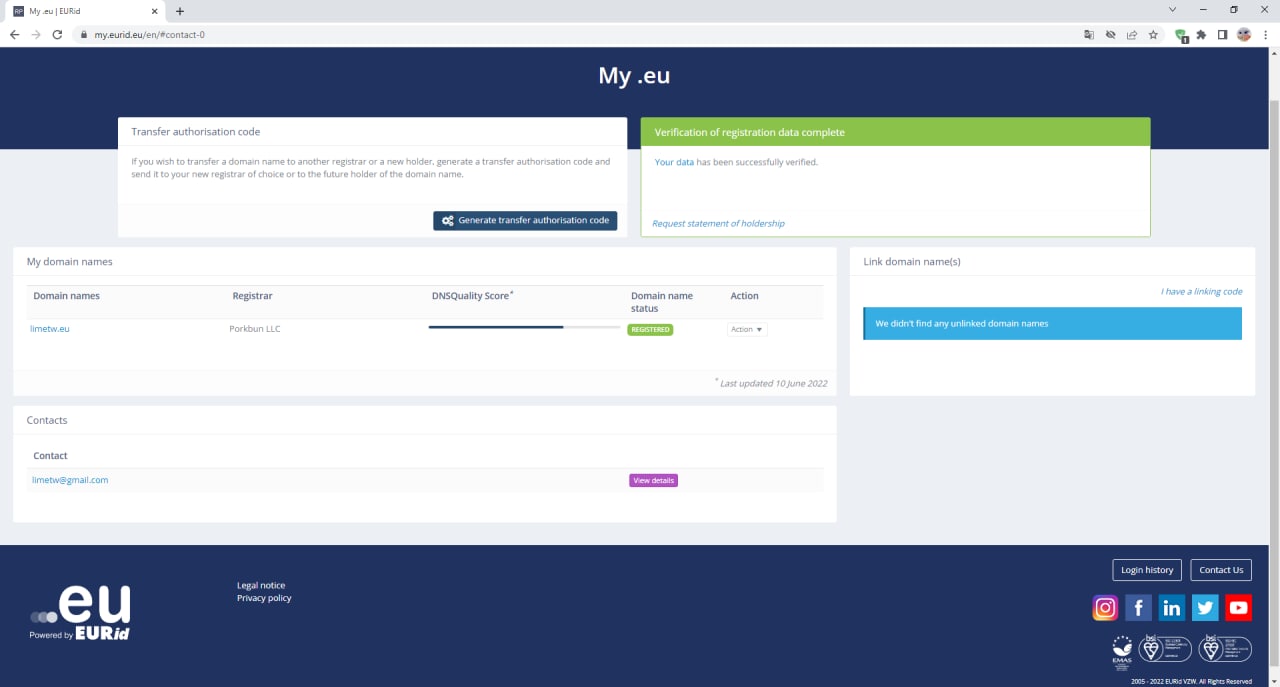 My .eu | EURid
my.eurid.eu/en/#contact-0
My .eu
Transfer authorisation code
If you wish to transfer a domain name to another registrar or a new holder, generate a transfer authorisation code and
send it to your new registrar of choice or to the future holder of the domain name.
Generate transfer authorisation code
Verification of registration data complete
Your data has been successfully verified.
Request statement of holdership
My domain names
Domain names Registrar DNSQuality Score* Domain name status Action
limetw.eu Porkbun LLC REGISTERED Action
* Last updated 10 June 2022
Link domain name(s)
I have a linking code
We didn't find any unlinked domain names
Contacts
Contact
limetw@gmail.com View details
.eu
Powered by EURid
Legal notice
Privacy policy
Login history Contact Us
EMAS
bsi. bsi.
2005 - 2022 EURid VZW. All Rights Reserved